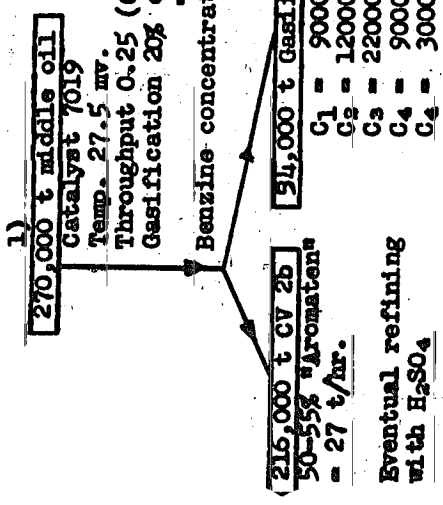 1)
270,000 t middle oil
Catalyst 7019
Temp. 27.5 mv.
Throughput 0.25 (
Gasification 20%
Benzine concentra
216,000 t CV 2b
50-55% "Aromaten"
= 27 t/hr.
Eventual refining
with H₂SO₄
54,000 t Gasif
C₁ = 9000
C₂ = 12000
C₃ = 22000
C₄ = 9000
C₄ = 3000